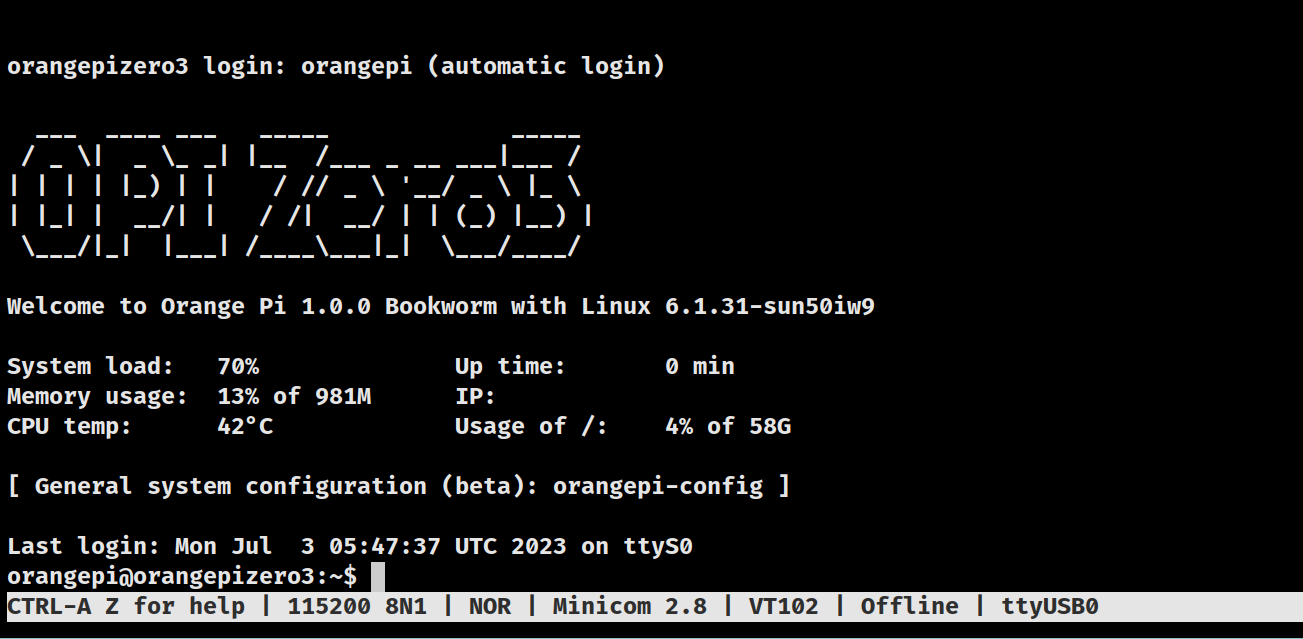 orangepizero3 login: orangepi (automatic login)
  ___  ____ ___   _____             _____
 / _ \|  _ \_ _| |__  /___ _ __ ___|___ /
| | | | |_) | |    / // _ \ '__/ _ \ |_ \
| |_| |  __/| |   / /|  __/ | | (_) |__) |
 \___/|_|  |___| /____\___|_|  \___/____/
Welcome to Orange Pi 1.0.0 Bookworm with Linux 6.1.31-sun50iw9
System load:   70%              Up time:       0 min
Memory usage:  13% of 981M      IP:
CPU temp:      42°C             Usage of /:    4% of 58G
[ General system configuration (beta): orangepi-config ]
Last login: Mon Jul  3 05:47:37 UTC 2023 on ttyS0
orangepi@orangepizero3:~$
CTRL-A Z for help | 115200 8N1 | NOR | Minicom 2.8 | VT102 | Offline | ttyUSB0